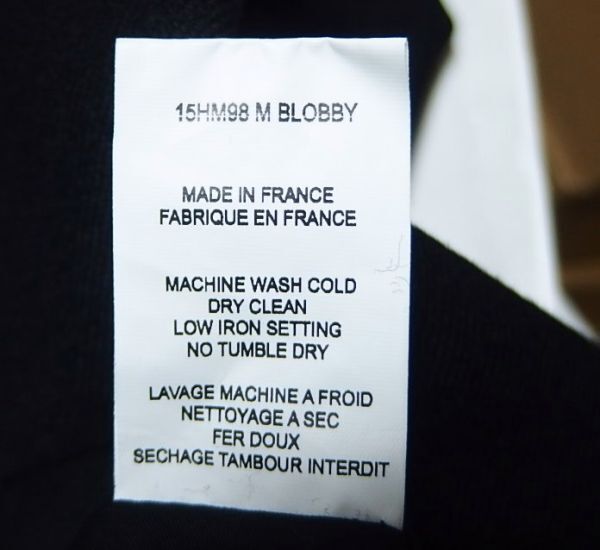 15HM98 M BLOBBY
MADE IN FRANCE
FABRIQUE EN FRANCE
MACHINE WASH COLD
DRY CLEAN
LOW IRON SETTING
NO TUMBLE DRY
LAVAGE MACHINE A FROID
NETTOYAGE A SEC
FER DOUX
SECHAGE TAMBOUR INTERDIT